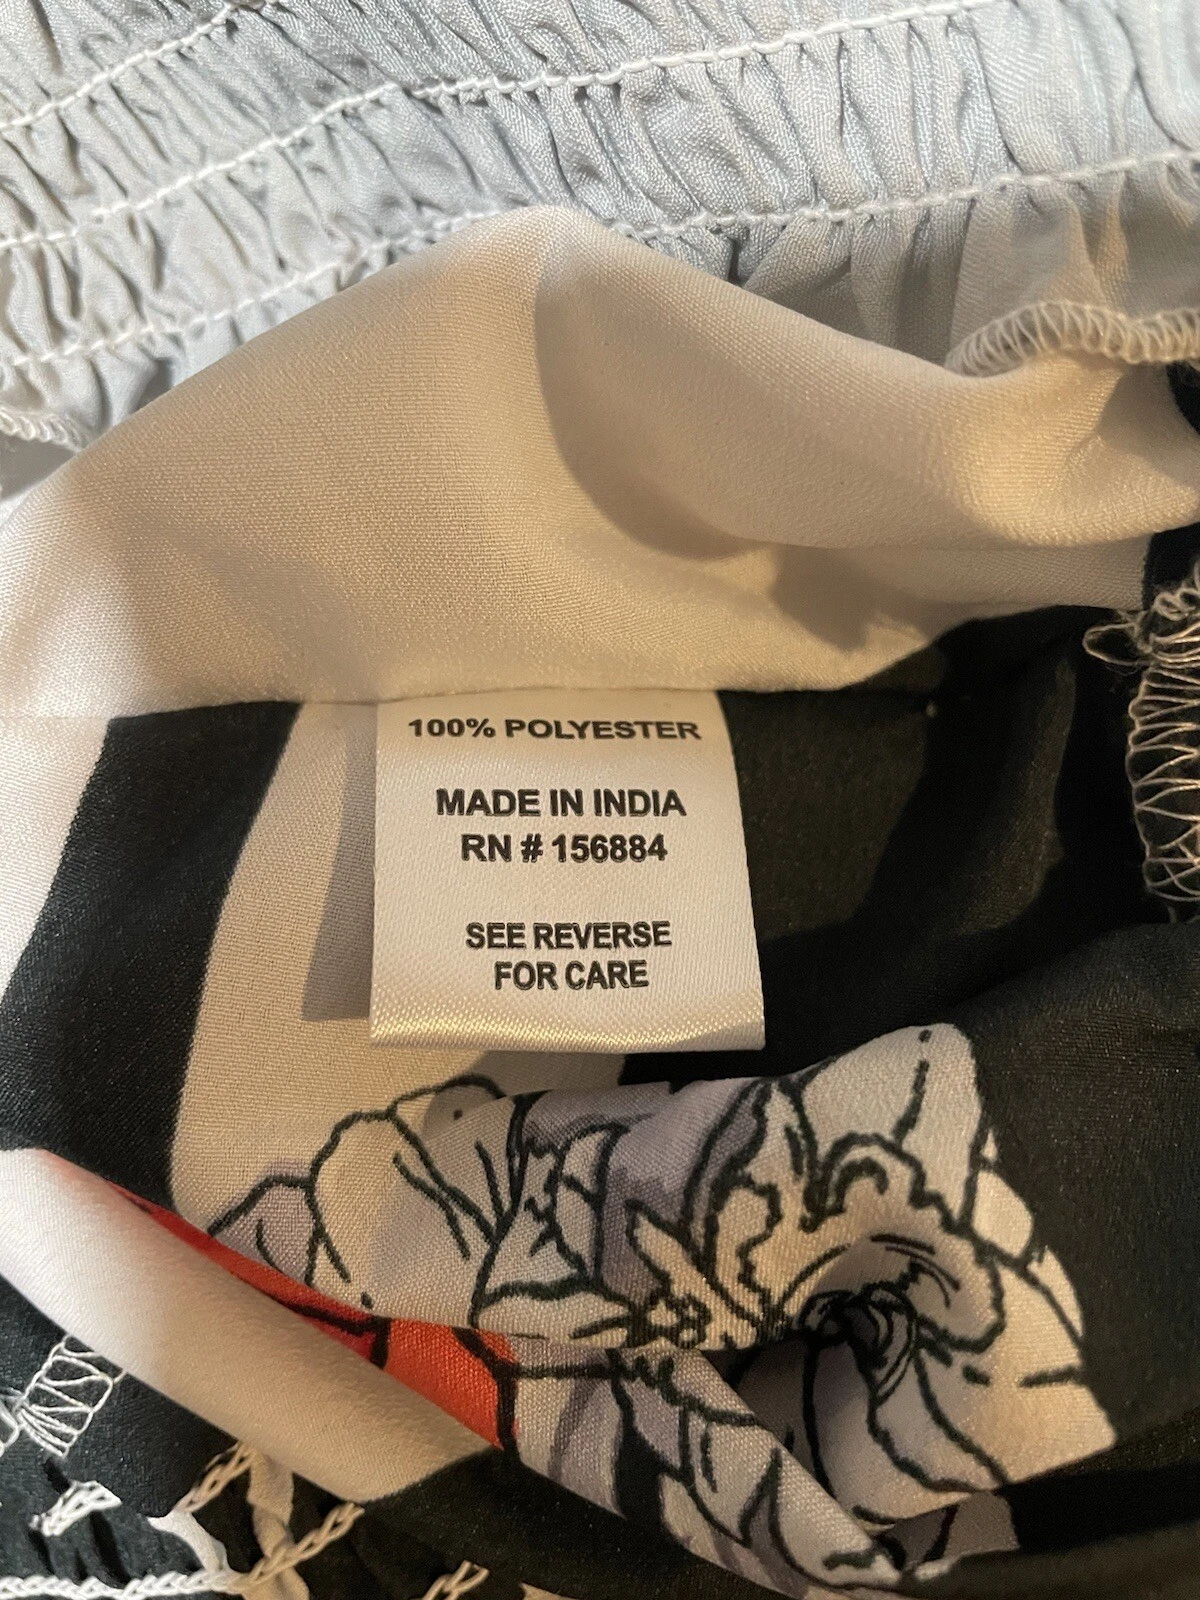 100% POLYESTER
MADE IN INDIA
RN # 156884
SEE REVERSE
FOR CARE